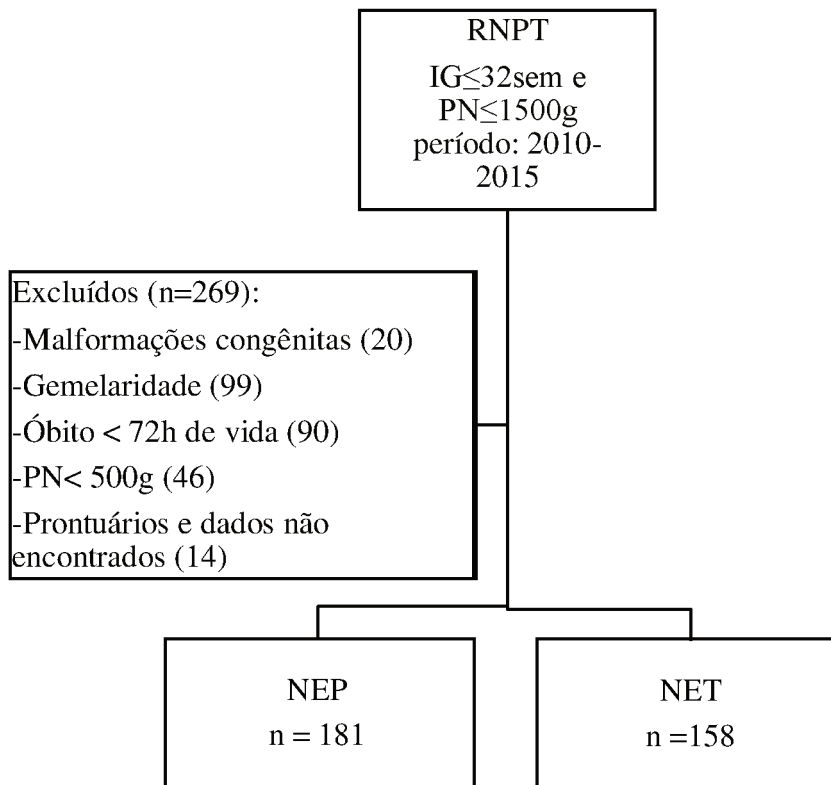 RNPT
IG≤32sem e
PN≤1500g
período: 2010-
2015
Excluídos (n=269):
-Malformações congênitas (20)
-Gemelaridade (99)
-Óbito < 72h de vida (90)
-PN< 500g (46)
-Prontuários e dados não
encontrados (14)
NEP
n = 181
NET
n =158